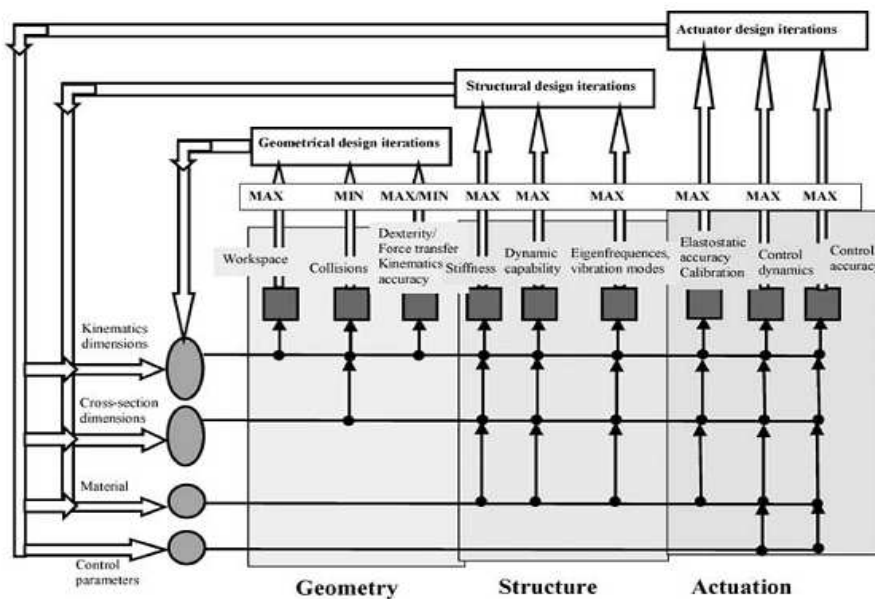 Actuator design iterations
Structural design iterations
Geometrical design iterations
MAX
MIN
MAX/MIN
MAX
MAX
MAX
MAX
MAX
MAX
Workspace
Collisions
Dexterity/
Force transfer
Kinematics
accuracy
Stiffness
Dynamic
capability
Eigenfrequences,
vibration modes
Elastostatic
accuracy
Calibration
Control
dynamics
Control
accuracy
Kinematics
dimensions
Cross-section
dimensions
Material
Control
parameters
Geometry
Structure
Actuation